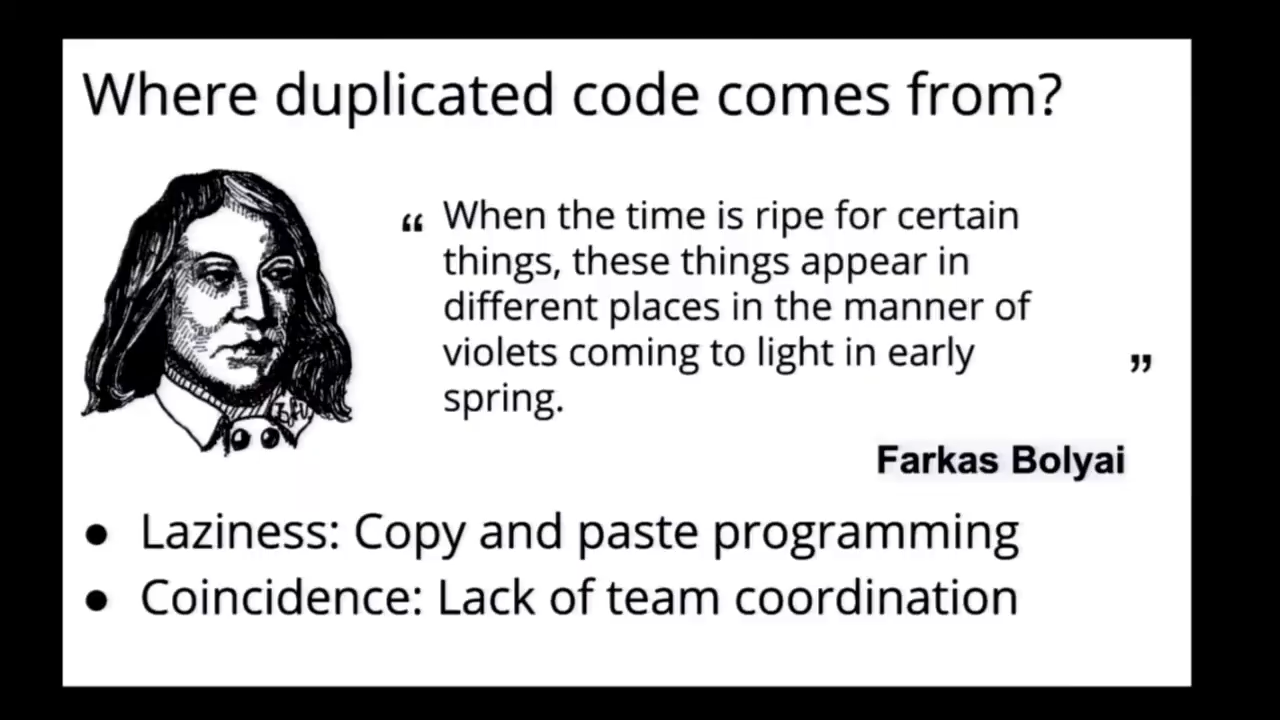 Where duplicated code comes from?
“ When the time is ripe for certain
things, these things appear in
different places in the manner of
violets coming to light in early
spring. ”
Farkas Bolyai
● Laziness: Copy and paste programming
● Coincidence: Lack of team coordination